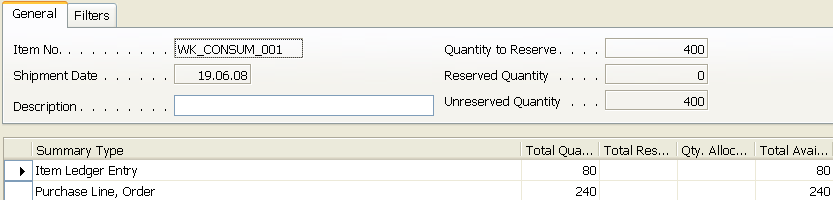 General Filters
Item No. . . . . . . . . . WK_CONSUM_001 Quantity to Reserve . . . . 400
Shipment Date . . . . . . 19.06.08 Reserved Quantity . . . . 0
Description . . . . . . . . Unreserved Quantity . . . 400
Summary Type Total Qua... Total Res... Qty. Alloc... Total Avai...
Item Ledger Entry 80 80
Purchase Line, Order 240 240